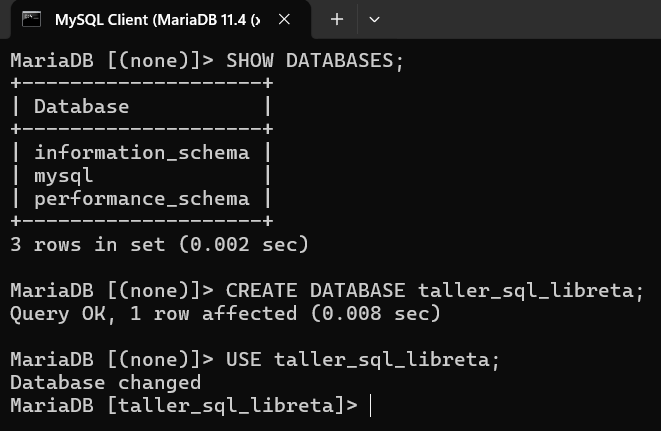 MySQL Client (MariaDB 11.4 (x
MariaDB [(none)]> SHOW DATABASES;
+--------------------+
| Database           |
+--------------------+
| information_schema |
| mysql              |
| performance_schema |
+--------------------+
3 rows in set (0.002 sec)
MariaDB [(none)]> CREATE DATABASE taller_sql_libreta;
Query OK, 1 row affected (0.008 sec)
MariaDB [(none)]> USE taller_sql_libreta;
Database changed
MariaDB [taller_sql_libreta]>